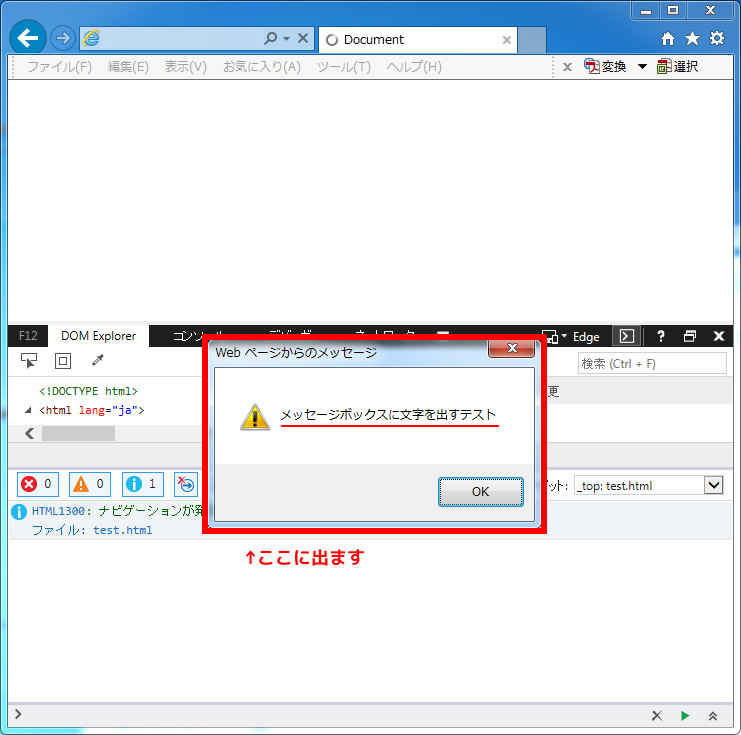 Document
ファイル(F) 編集(E) 表示(V) お気に入り(A) ツール(T) ヘルプ(H)
変換 選択
F12 DOM Explorer Edge
検索 (Ctrl + F)
<!DOCTYPE html>
<html lang="ja">
更
Web ページからのメッセージ
メッセージボックスに文字を出すテスト
OK
0 0 1
ット: _top: test.html
HTML1300: ナビゲーションが発
ファイル: test.html
↑ここに出ます